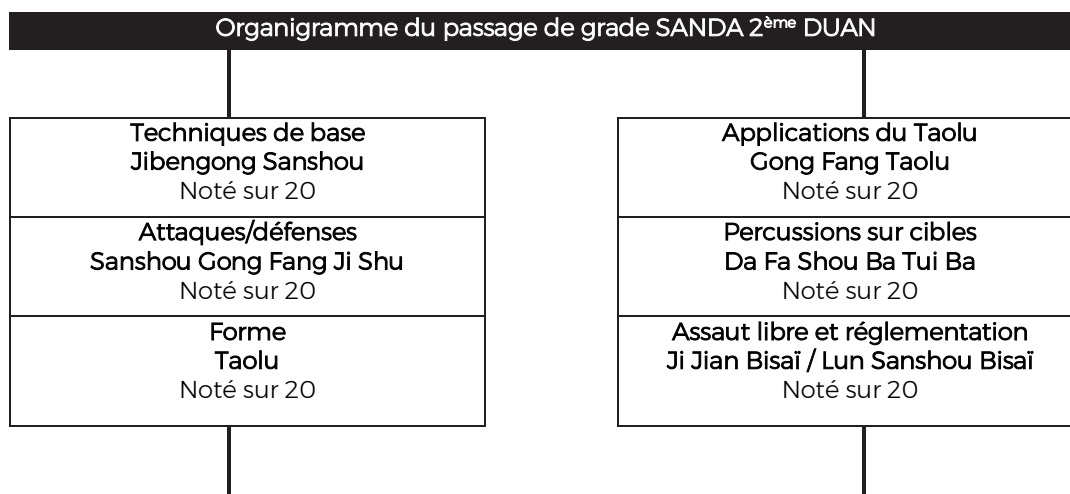 Organigramme du passage de grade SANDA 2ème DUAN
Techniques de base
Jibengong Sanshou
Noté sur 20
Attaques/défenses
Sanshou Gong Fang Ji Shu
Noté sur 20
Forme
Taolu
Noté sur 20
Applications du Taolu
Gong Fang Taolu
Noté sur 20
Percussions sur cibles
Da Fa Shou Ba Tui Ba
Noté sur 20
Assaut libre et réglementation
Ji Jian Bisaï / Lun Sanshou Bisaï
Noté sur 20